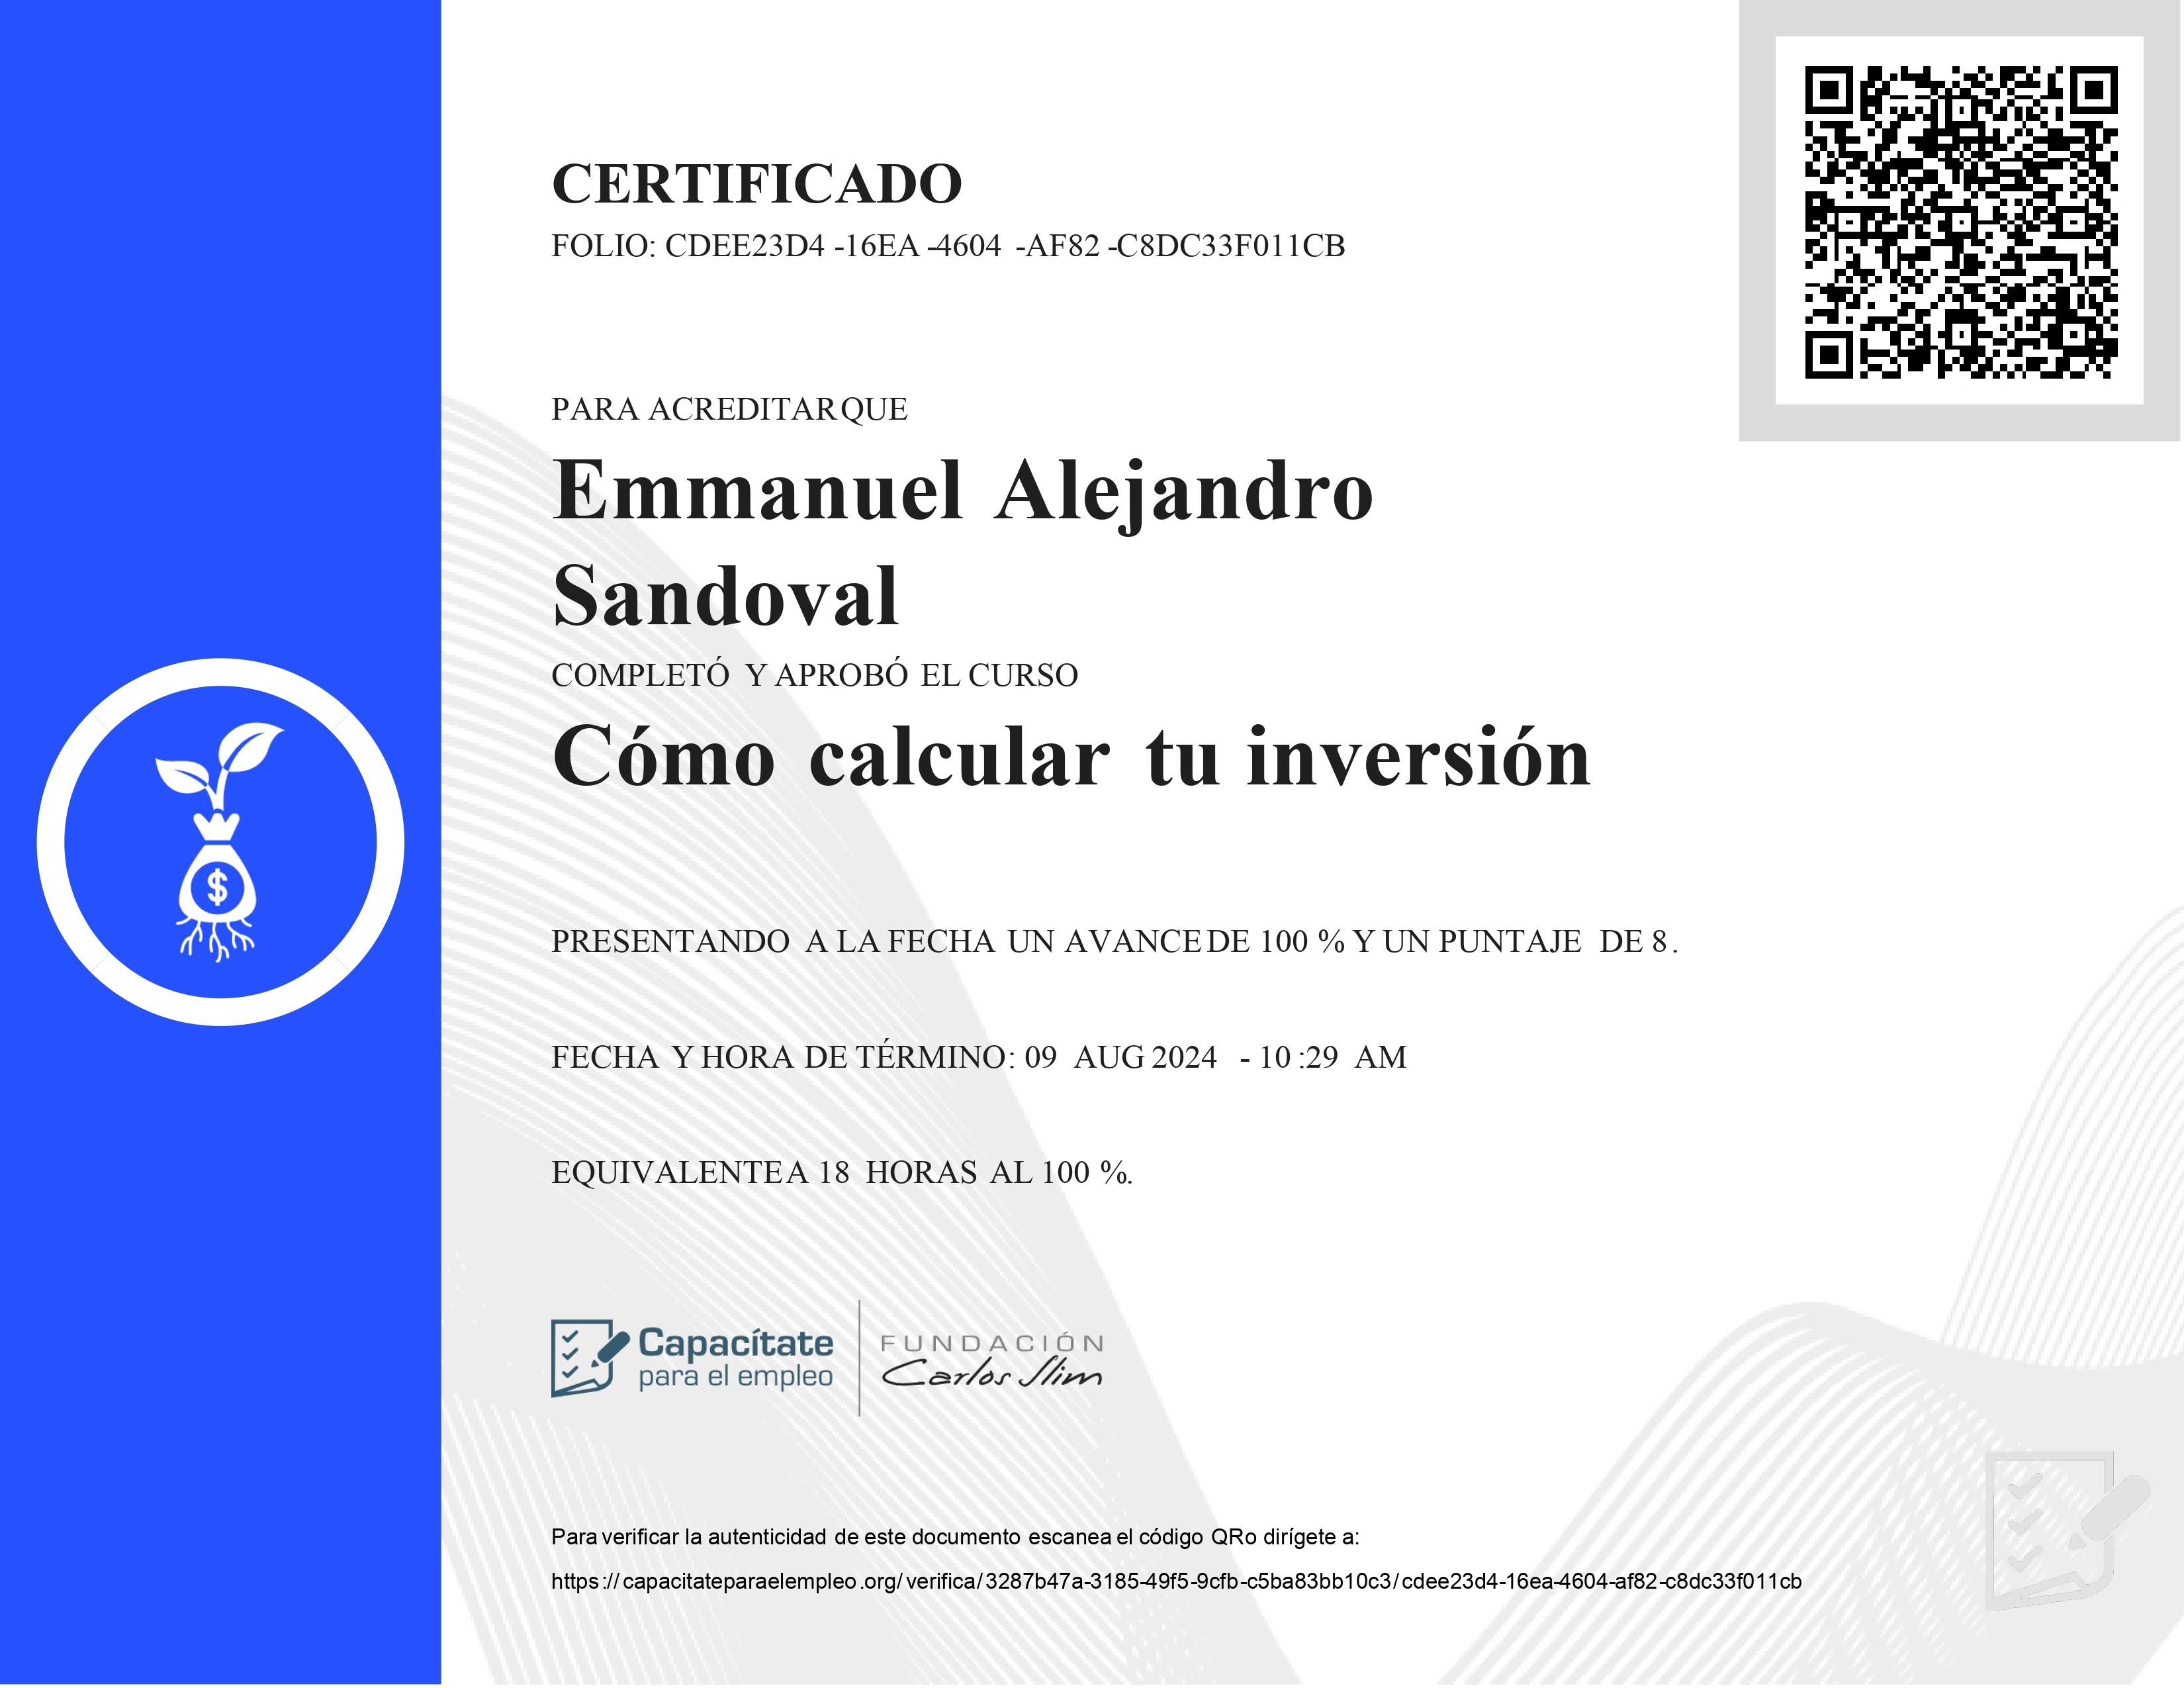 CERTIFICADO
FOLIO: CDEE23D4-16EA-4604-AF82-C8DC33F011CB
PARA ACREDITAR QUE
Emmanuel Alejandro
Sandoval
COMPLETÓ Y APROBÓ EL CURSO
Cómo calcular tu inversión
$
PRESENTANDO A LA FECHA UN AVANCE DE 100 % Y UN PUNTAJE DE 8.
FECHA Y HORA DE TÉRMINO: 09 AUG 2024 - 10:29 AM
EQUIVALENTE A 18 HORAS AL 100 %.
Capacítate
para el empleo
FUNDACIÓN
Carlos Slim
Para verificar la autenticidad de este documento escanea el código QR o dirígete a:
https://capacitateparaelempleo.org/verifica/3287b47a-3185-49f5-9cfb-c5ba83bb10c3/cdee23d4-16ea-4604-af82-c8dc33f011cb